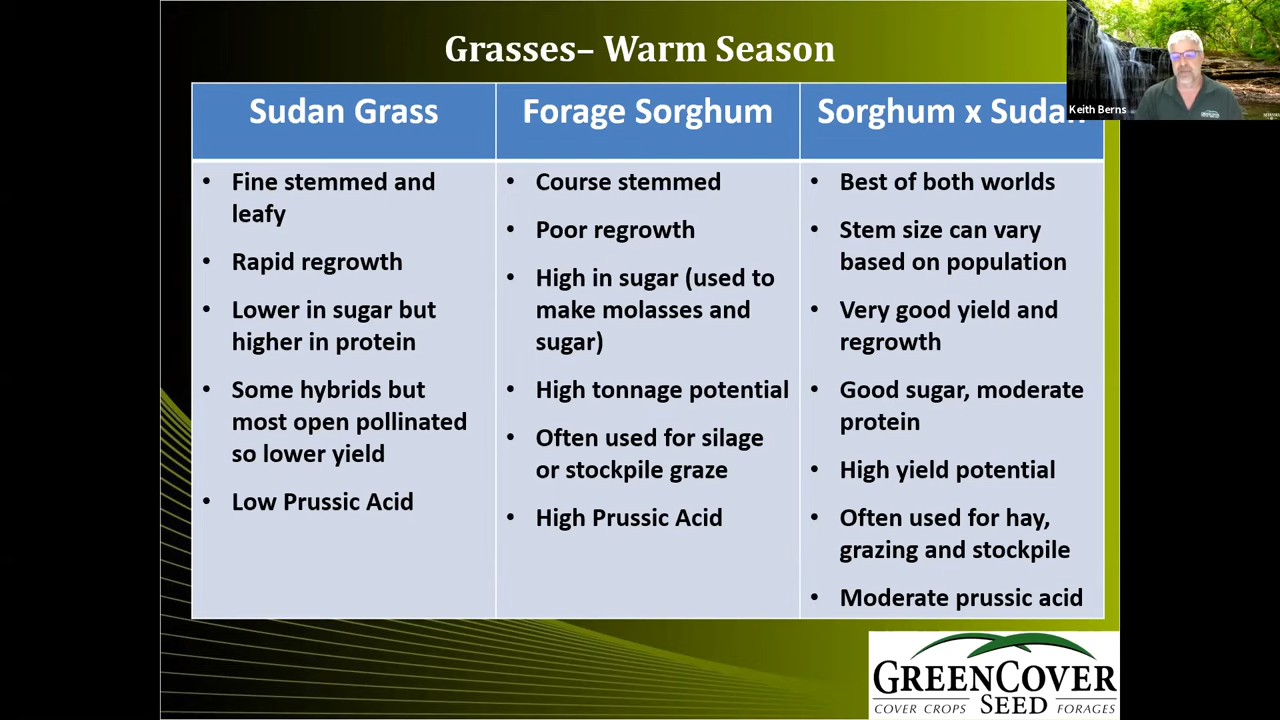 Grasses– Warm Season
Keith Berns
Sudan Grass
Fine stemmed and
leafy
Rapid regrowth
Lower in sugar but
higher in protein
Some hybrids but
most open pollinated
so lower yield
Low Prussic Acid
Forage Sorghum
Course stemmed
Poor regrowth
High in sugar (used to
make molasses and
sugar)
High tonnage potential
Often used for silage
or stockpile graze
High Prussic Acid
Sorghum x Sudan
Best of both worlds
Stem size can vary
based on population
Very good yield and
regrowth
Good sugar, moderate
protein
High yield potential
Often used for hay,
grazing and stockpile
Moderate prussic acid
GREENCOVER
COVER CROPS SEED FORAGES